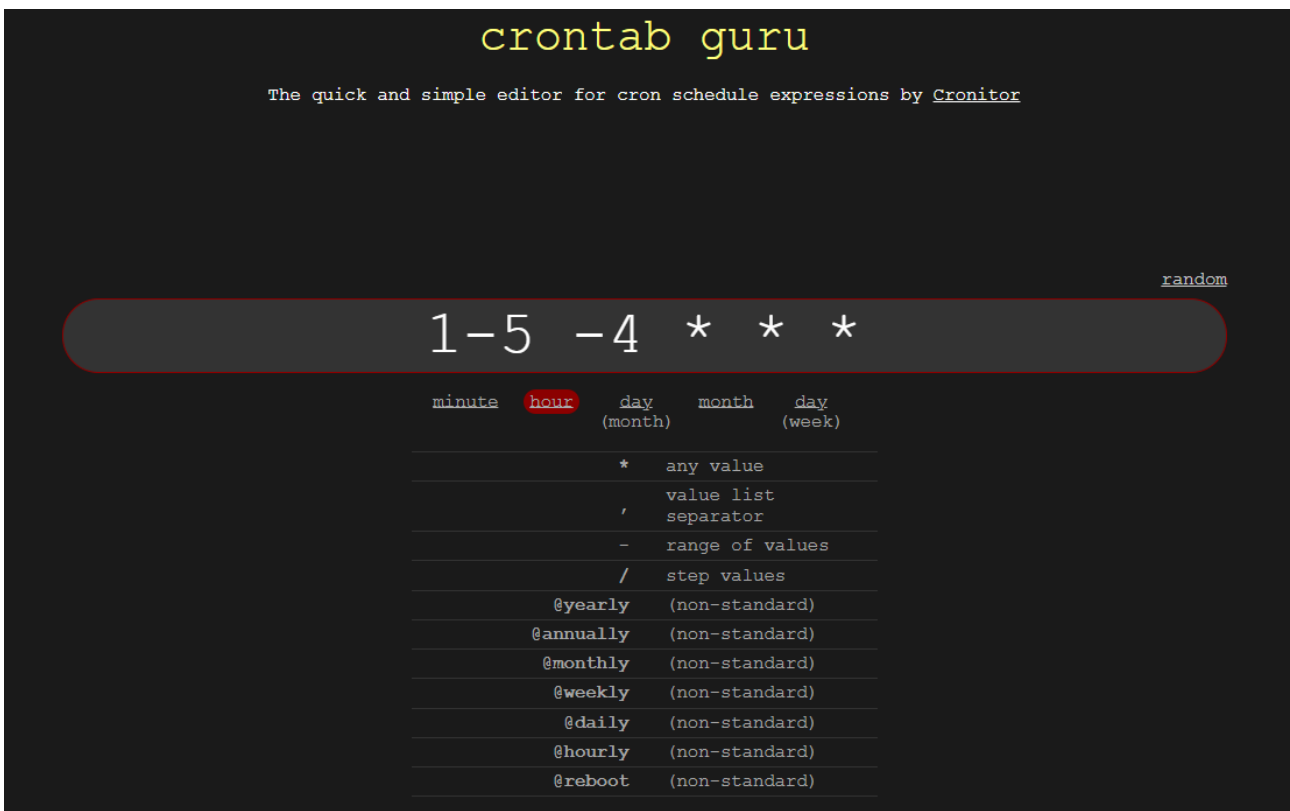 crontab guru
The quick and simple editor for cron schedule expressions by Cronitor
random
1-5 -4 * * *
minute hour day month day
(month) (week)
* any value
, value list
separator
- range of values
/ step values
@yearly (non-standard)
@annually (non-standard)
@monthly (non-standard)
@weekly (non-standard)
@daily (non-standard)
@hourly (non-standard)
@reboot (non-standard)